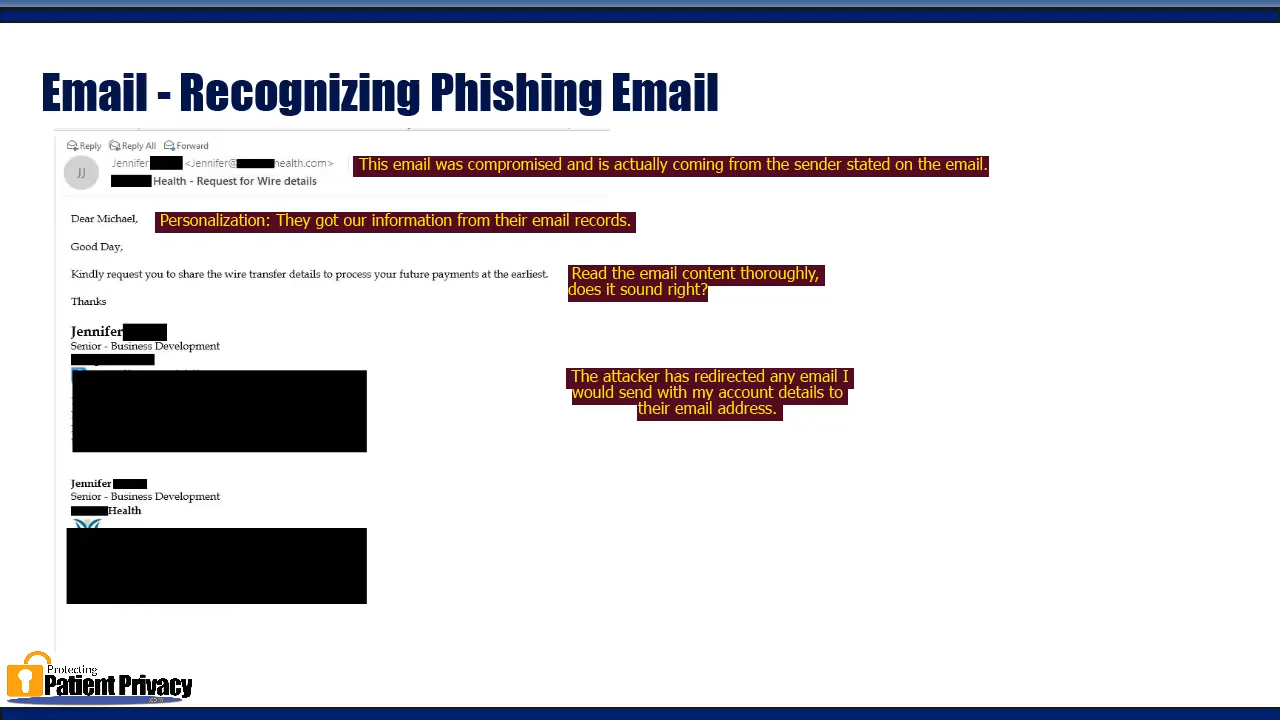 Email - Recognizing Phishing Email
Reply Reply All Forward
JJ
Jennifer <Jennifer@ health.com>
This email was compromised and is actually coming from the sender stated on the email.
Health - Request for Wire details
Dear Michael,
Personalization: They got our information from their email records.
Good Day,
Kindly request you to share the wire transfer details to process your future payments at the earliest.
Read the email content thoroughly,
does it sound right?
Thanks
Jennifer
Senior - Business Development
The attacker has redirected any email I
would send with my account details to
their email address.
Jennifer
Senior - Business Development
Health
Protecting
Patient Privacy
.com